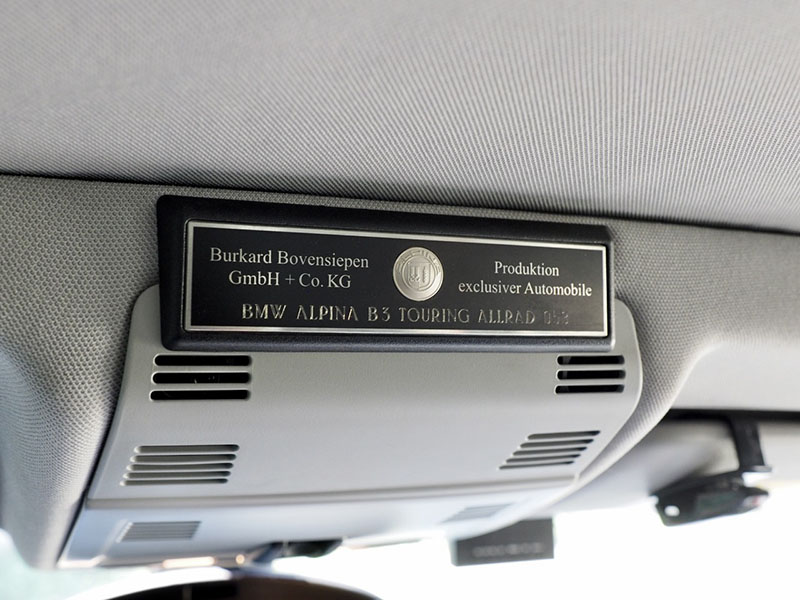 Burkard Bovensiepen
GmbH + Co. KG
Produktion
exclusiver Automobile
BMW ALPINA B3 TOURING ALLRAD